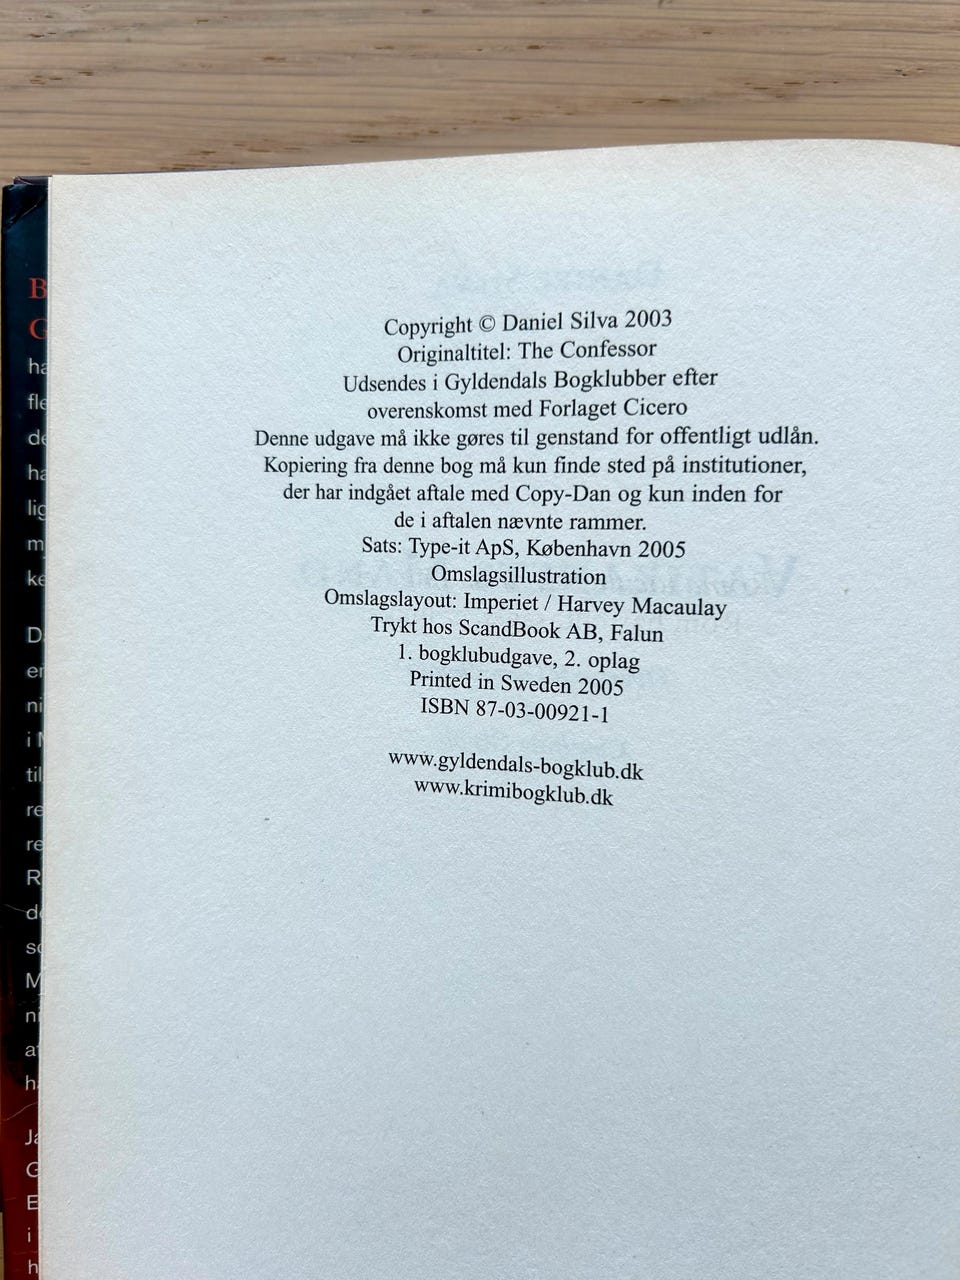 Copyright © Daniel Silva 2003
Originaltitel: The Confessor
Udsendes i Gyldendals Bogklubber efter
overenskomst med Forlaget Cicero
Denne udgave må ikke gøres til genstand for offentligt udlån.
Kopiering fra denne bog må kun finde sted på institutioner,
der har indgået aftale med Copy-Dan og kun inden for
de i aftalen nævnte rammer.
Sats: Type-it ApS, København 2005
Omslagsillustration
Omslagslayout: Imperiet / Harvey Macaulay
Trykt hos ScandBook AB, Falun
1. bogklubudgave, 2. oplag
Printed in Sweden 2005
ISBN 87-03-00921-1
www.gyldendals-bogklub.dk
www.krimibogklub.dk